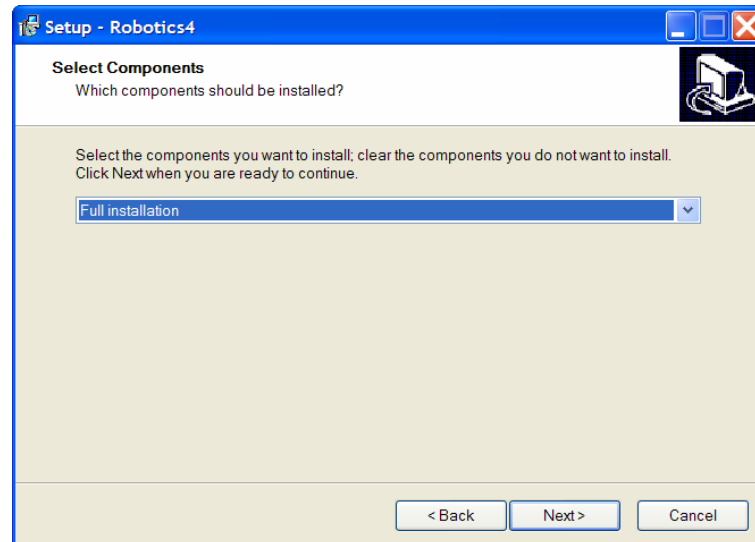 Setup - Robotics4
Select Components
Which components should be installed?
Select the components you want to install; clear the components you do not want to install.
Click Next when you are ready to continue.
Full installation
< Back
Next >
Cancel